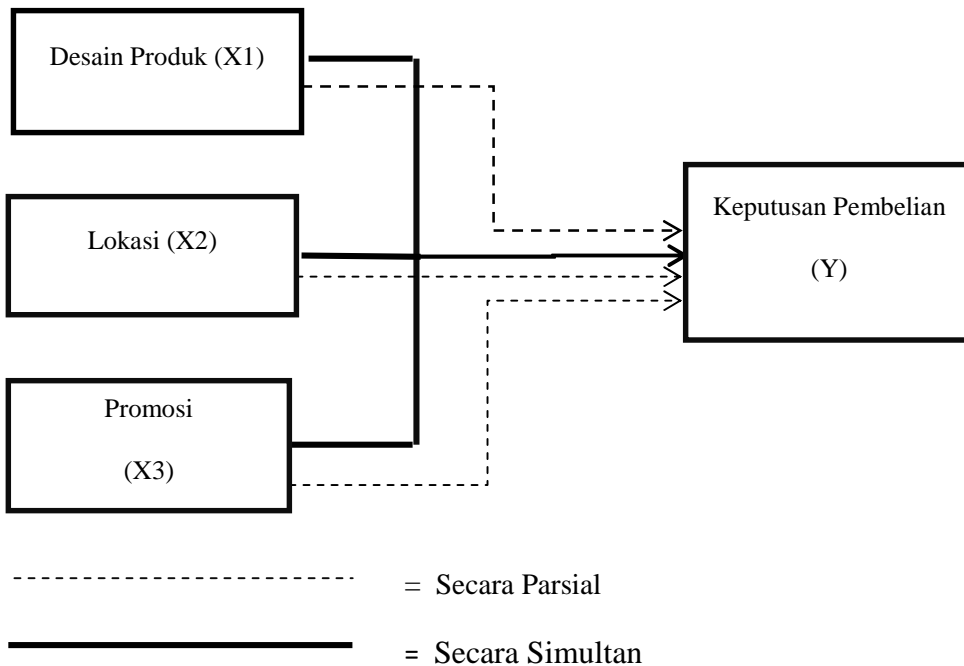 Desain Produk (X1)
Lokasi (X2)
Promosi
(X3)
Keputusan Pembelian
(Y)
= Secara Parsial
= Secara Simultan